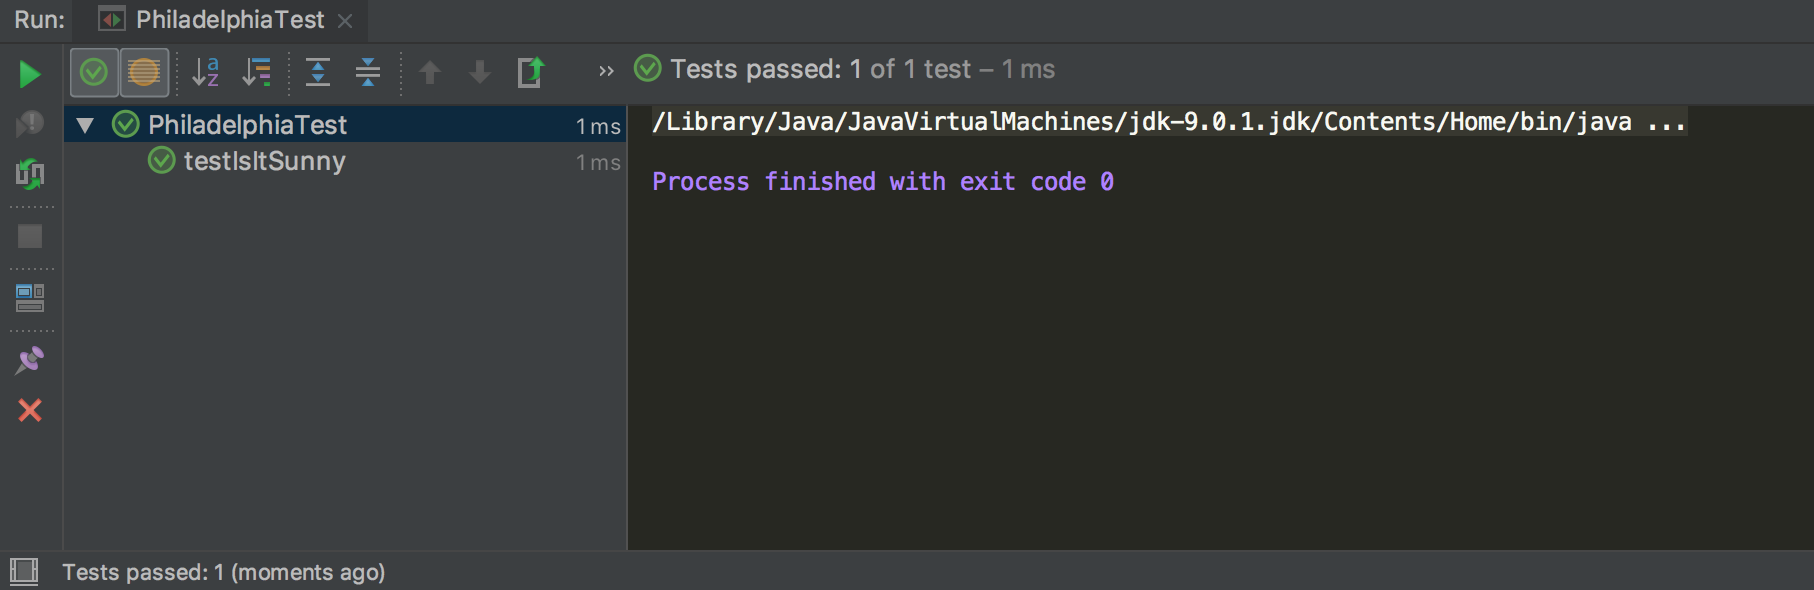 Run: PhiladelphiaTest
Tests passed: 1 of 1 test – 1 ms
PhiladelphiaTest 1 ms
testIsItSunny 1 ms
/Library/Java/JavaVirtualMachines/jdk-9.0.1.jdk/Contents/Home/bin/java ...
Process finished with exit code 0
Tests passed: 1 (moments ago)